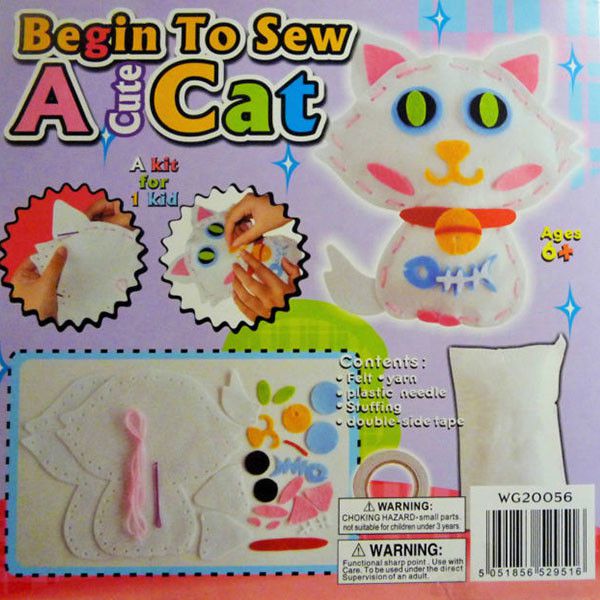 Begin To Sew
A Cute Cat
A kit
for
1 kid
Ages
6+
Contents:
• Felt • yarn
• plastic needle
• Stuffing
• double-side tape
WARNING:
CHOKING HAZARD-small parts.
not suitable for children under 3 years.
WARNING:
Functional sharp point . Use with
Care. To be used under the direct
Supervision of an adult.
WG20056
5 051856 529516